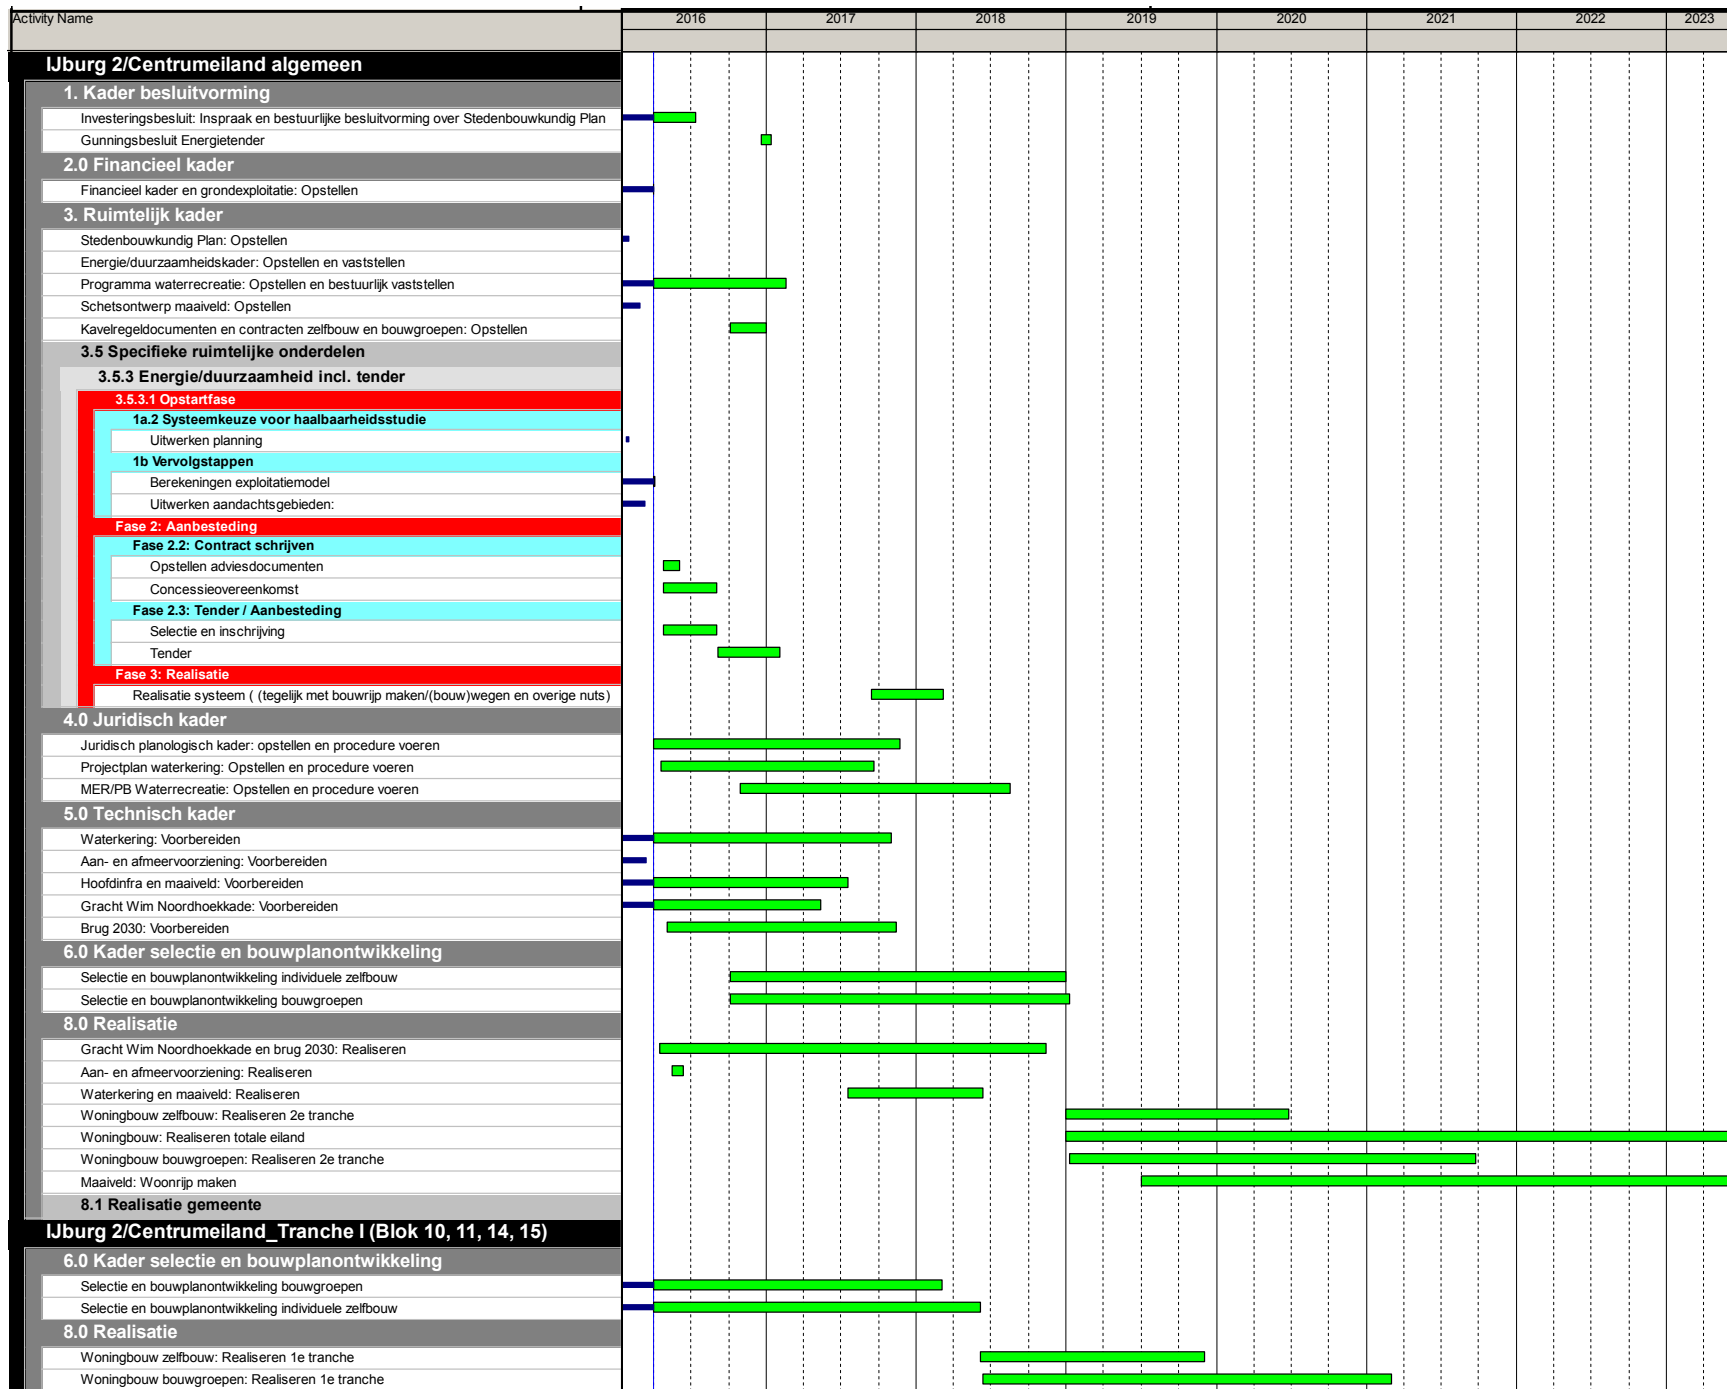 Activity Name
2016 2017 2018 2019 2020 2021 2022 2023
IJburg 2/Centrumeiland algemeen
1. Kader besluitvorming
Investeringsbesluit: Inspraak en bestuurlijke besluitvorming over Stedenbouwkundig Plan
Gunningsbesluit Energietender
2.0 Financieel kader
Financieel kader en grondexploitatie: Opstellen
3. Ruimtelijk kader
Stedenbouwkundig Plan: Opstellen
Energie/duurzaamheidskader: Opstellen en vaststellen
Programma waterrecreatie: Opstellen en bestuurlijk vaststellen
Schetsontwerp maaiveld: Opstellen
Kavelregeldocumenten en contracten zelfbouw en bouwgroepen: Opstellen
3.5 Specifieke ruimtelijke onderdelen
3.5.3 Energie/duurzaamheid incl. tender
3.5.3.1 Opstartfase
1a.2 Systeemkeuze voor haalbaarheidsstudie
Uitwerken planning
1b Vervolgstappen
Berekeningen exploitatiemodel
Uitwerken aandachtsgebieden:
Fase 2: Aanbesteding
Fase 2.2: Contract schrijven
Opstellen adviesdocumenten
Concessieovereenkomst
Fase 2.3: Tender / Aanbesteding
Selectie en inschrijving
Tender
Fase 3: Realisatie
Realisatie systeem ( (tegelijk met bouwrijp maken/(bouw)wegen en overige nuts)
4.0 Juridisch kader
Juridisch planologisch kader: opstellen en procedure voeren
Projectplan waterkering: Opstellen en procedure voeren
MER/PB Waterrecreatie: Opstellen en procedure voeren
5.0 Technisch kader
Waterkering: Voorbereiden
Aan- en afmeervoorziening: Voorbereiden
Hoofdinfra en maaiveld: Voorbereiden
Gracht Wim Noordhoekkade: Voorbereiden
Brug 2030: Voorbereiden
6.0 Kader selectie en bouwplanontwikkeling
Selectie en bouwplanontwikkeling individuele zelfbouw
Selectie en bouwplanontwikkeling bouwgroepen
8.0 Realisatie
Gracht Wim Noordhoekkade en brug 2030: Realiseren
Aan- en afmeervoorziening: Realiseren
Waterkering en maaiveld: Realiseren
Woningbouw zelfbouw: Realiseren 2e tranche
Woningbouw: Realiseren totale eiland
Woningbouw bouwgroepen: Realiseren 2e tranche
Maaiveld: Woonrijp maken
8.1 Realisatie gemeente
IJburg 2/Centrumeiland_Tranche I (Blok 10, 11, 14, 15)
6.0 Kader selectie en bouwplanontwikkeling
Selectie en bouwplanontwikkeling bouwgroepen
Selectie en bouwplanontwikkeling individuele zelfbouw
8.0 Realisatie
Woningbouw zelfbouw: Realiseren 1e tranche
Woningbouw bouwgroepen: Realiseren 1e tranche